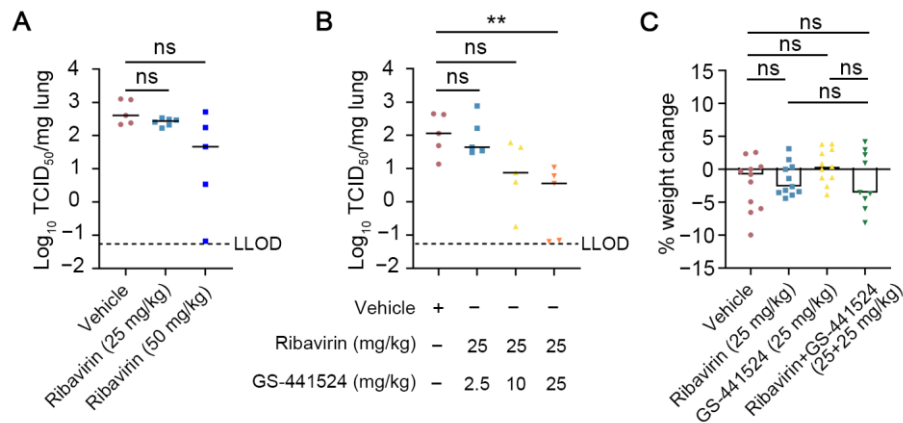 A
Log₁₀ TCID₅₀/mg lung
ns
ns
4
3
2
1
0
−1
−2
LLOD
Vehicle
Ribavirin (25 mg/kg)
Ribavirin (50 mg/kg)
B
Log₁₀ TCID₅₀/mg lung
**
ns
ns
4
3
2
1
0
−1
−2
LLOD
Vehicle + − − −
Ribavirin (mg/kg) − 25 25 25
GS-441524 (mg/kg) − 2.5 10 25
C
% weight change
ns
ns
ns ns
ns
15
10
5
0
−5
−10
−15
Vehicle
Ribavirin (25 mg/kg)
GS-441524 (25 mg/kg)
Ribavirin+GS-441524
(25+25 mg/kg)